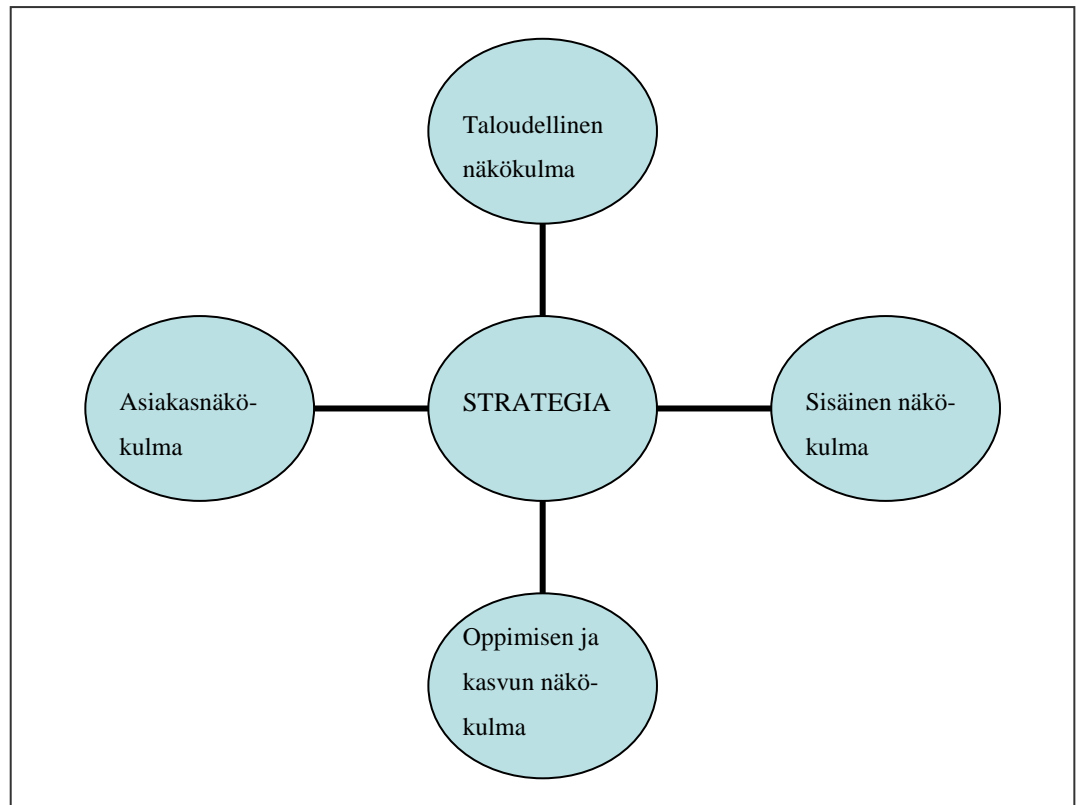 Taloudellinen
näkökulma
Asiakasnäkö-
kulma
STRATEGIA
Sisäinen näkö-
kulma
Oppimisen ja
kasvun näkö-
kulma